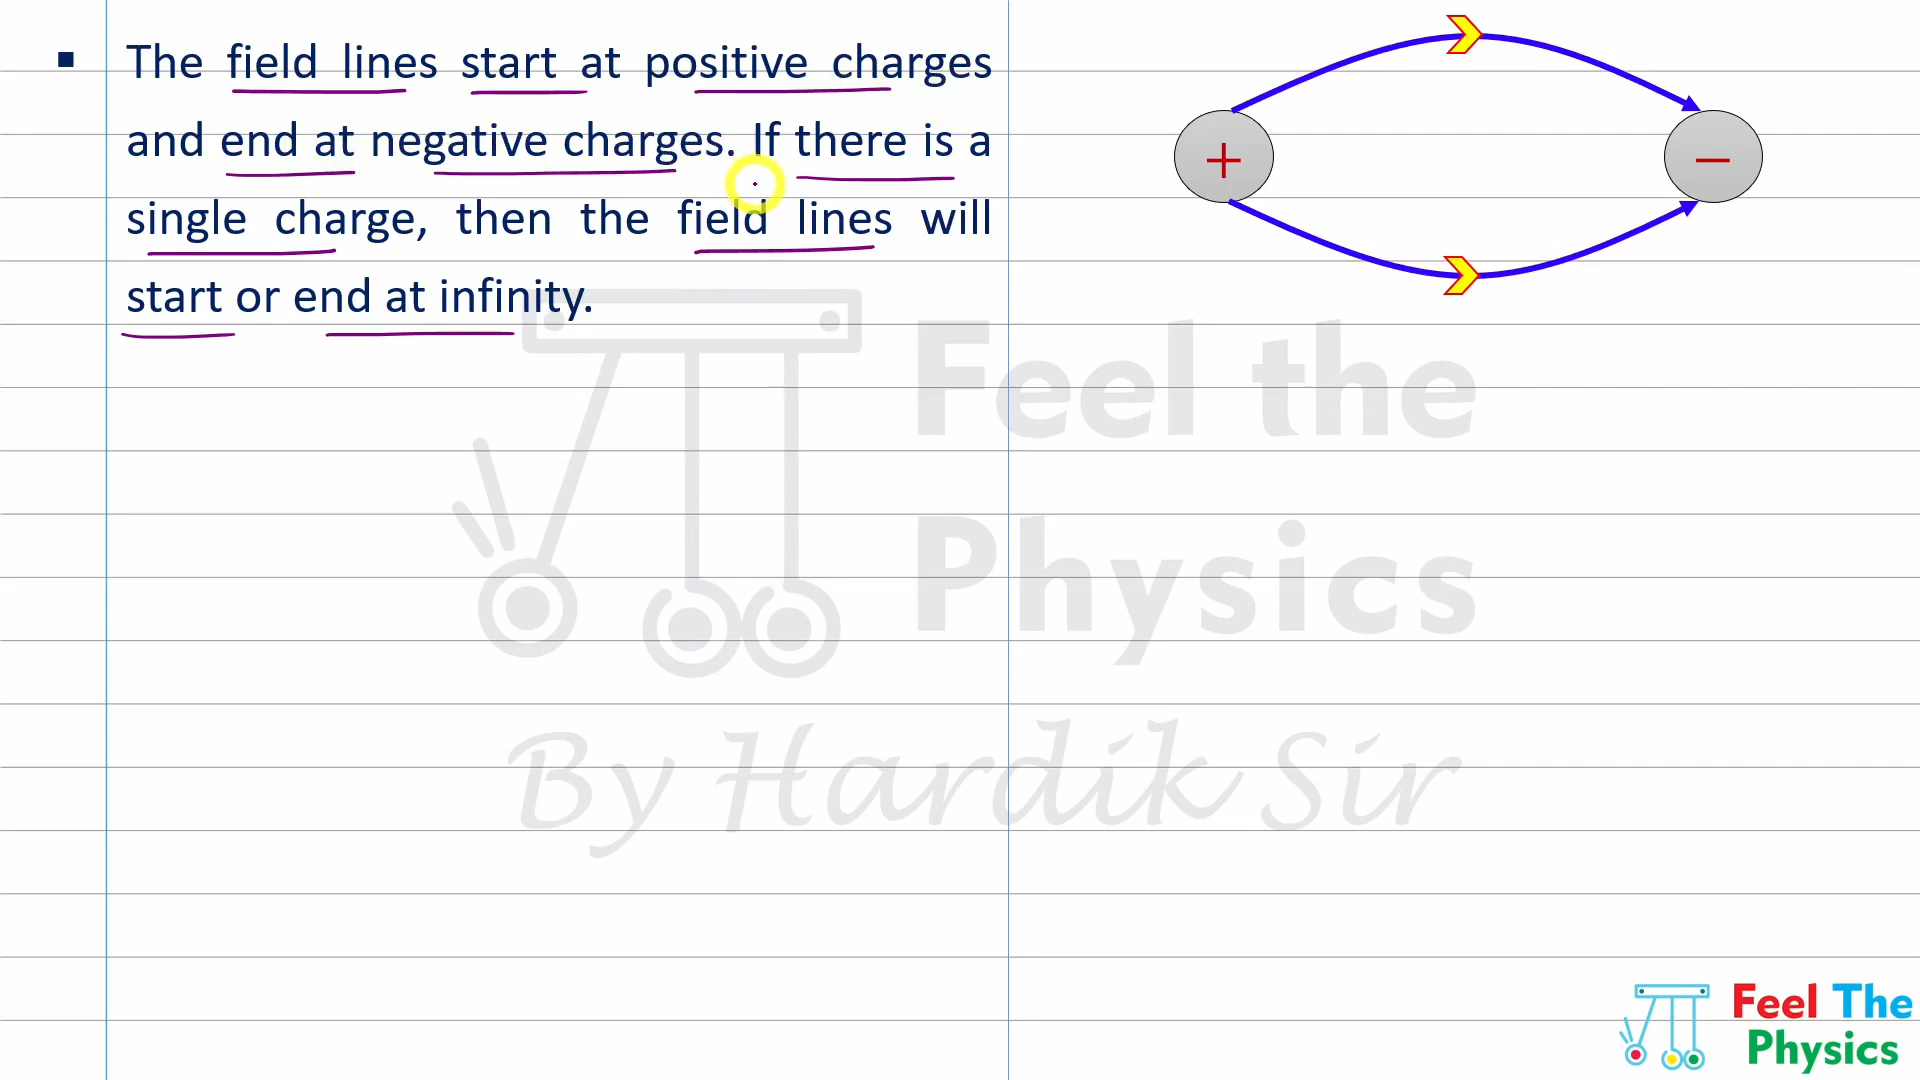 ▪ The field lines start at positive charges
and end at negative charges. If there is a
single charge, then the field lines will
start or end at infinity.
+
−
Feel the
Physics
By Hardik Sir
Feel The
Physics